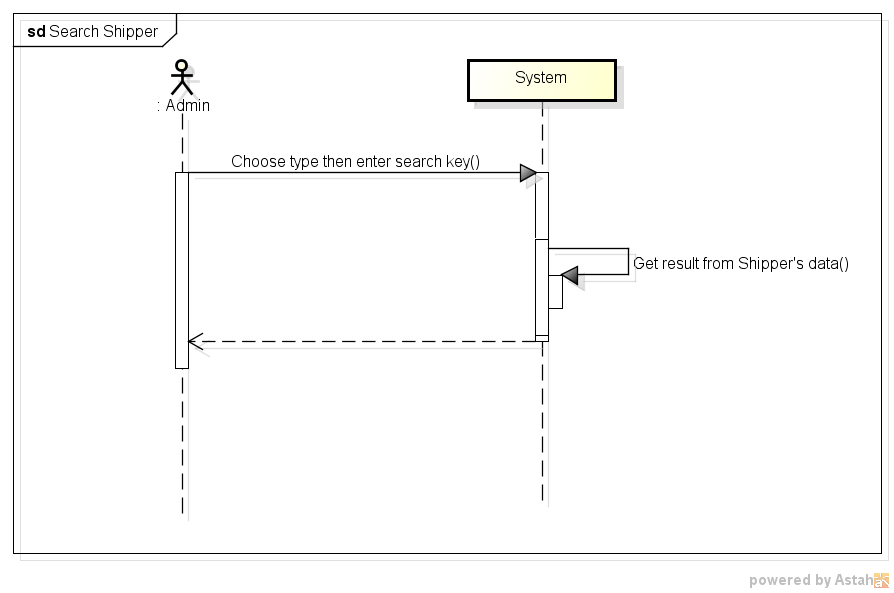 sd Search Shipper
: Admin
System
Choose type then enter search key()
Get result from Shipper's data()
powered by Astah